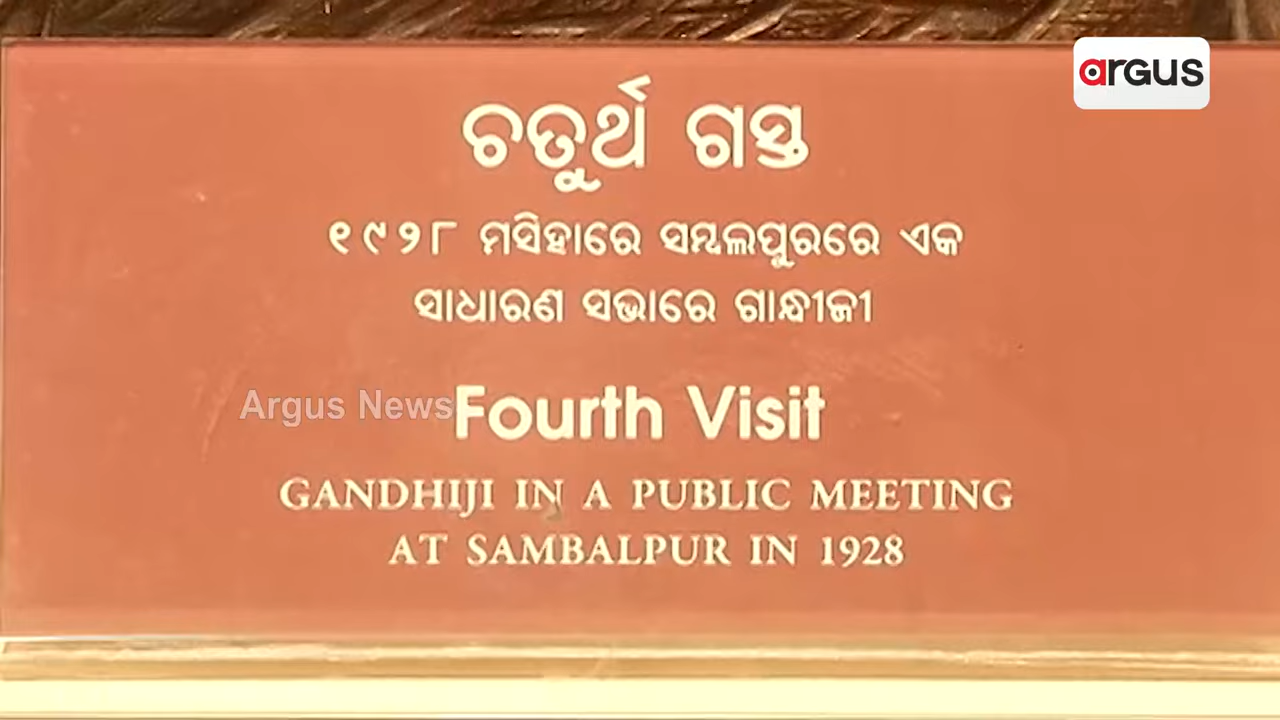 argus
ଚତୁର୍ଥ ଗସ୍ତ
୧୯୨୮ ମସିହାରେ ସମ୍ବଲପୁରରେ ଏକ
ସାଧାରଣ ସଭାରେ ଗାନ୍ଧୀଜୀ
Argus News
Fourth Visit
GANDHIJI IN A PUBLIC MEETING
AT SAMBALPUR IN 1928